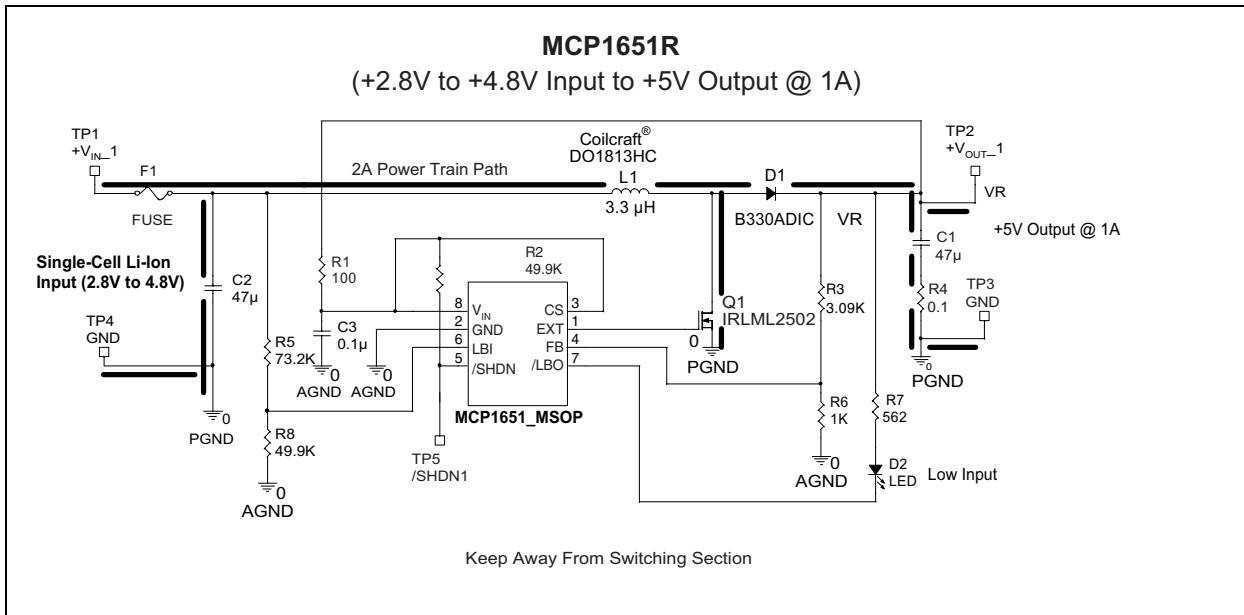 MCP1651R
(+2.8V to +4.8V Input to +5V Output @ 1A)
TP1
+VIN_1
F1
FUSE
2A Power Train Path
Coilcraft®
DO1813HC
L1
3.3 µH
D1
B330ADIC
VR
TP2
+VOUT_1
VR
+5V Output @ 1A
Single-Cell Li-Ion
Input (2.8V to 4.8V)
C2
47µ
R1
100
R2
49.9K
C1
47µ
R4
0.1
TP3
GND
TP4
GND
R5
73.2K
C3
0.1µ
0
AGND
0
AGND
8
VIN
2
GND
6
LBI
5
/SHDN
CS
3
EXT
1
FB
4
/LBO
7
MCP1651_MSOP
Q1
IRLML2502
0
0
PGND
R3
3.09K
0
PGND
0
PGND
R8
49.9K
0
AGND
TP5
/SHDN1
R6
1K
0
AGND
R7
562
D2
LED
Low Input
Keep Away From Switching Section